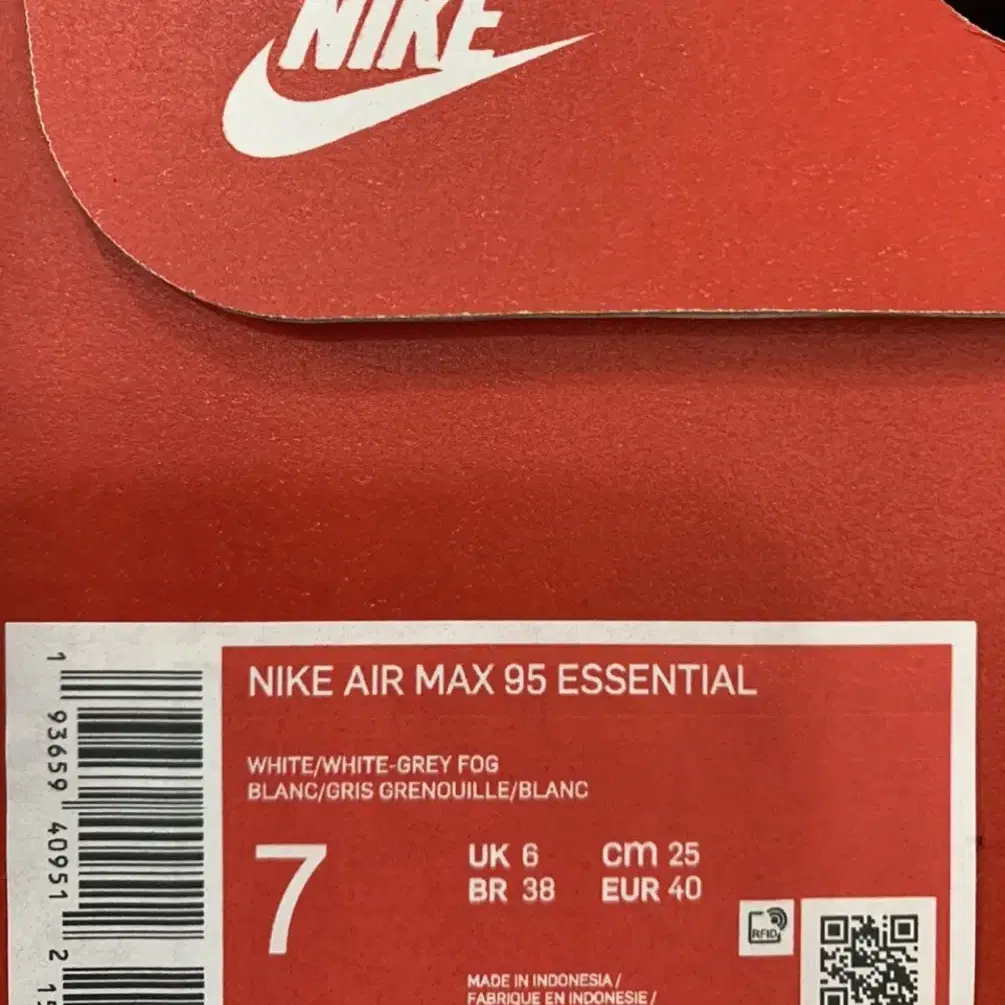 NIKE
NIKE AIR MAX 95 ESSENTIAL
WHITE/WHITE-GREY FOG
BLANC/GRIS GRENOUILLE/BLANC
7
UK 6 cm 25
BR 38 EUR 40
RFID
MADE IN INDONESIA /
FABRIQUE EN INDONESIE /
1 93659 40951 2